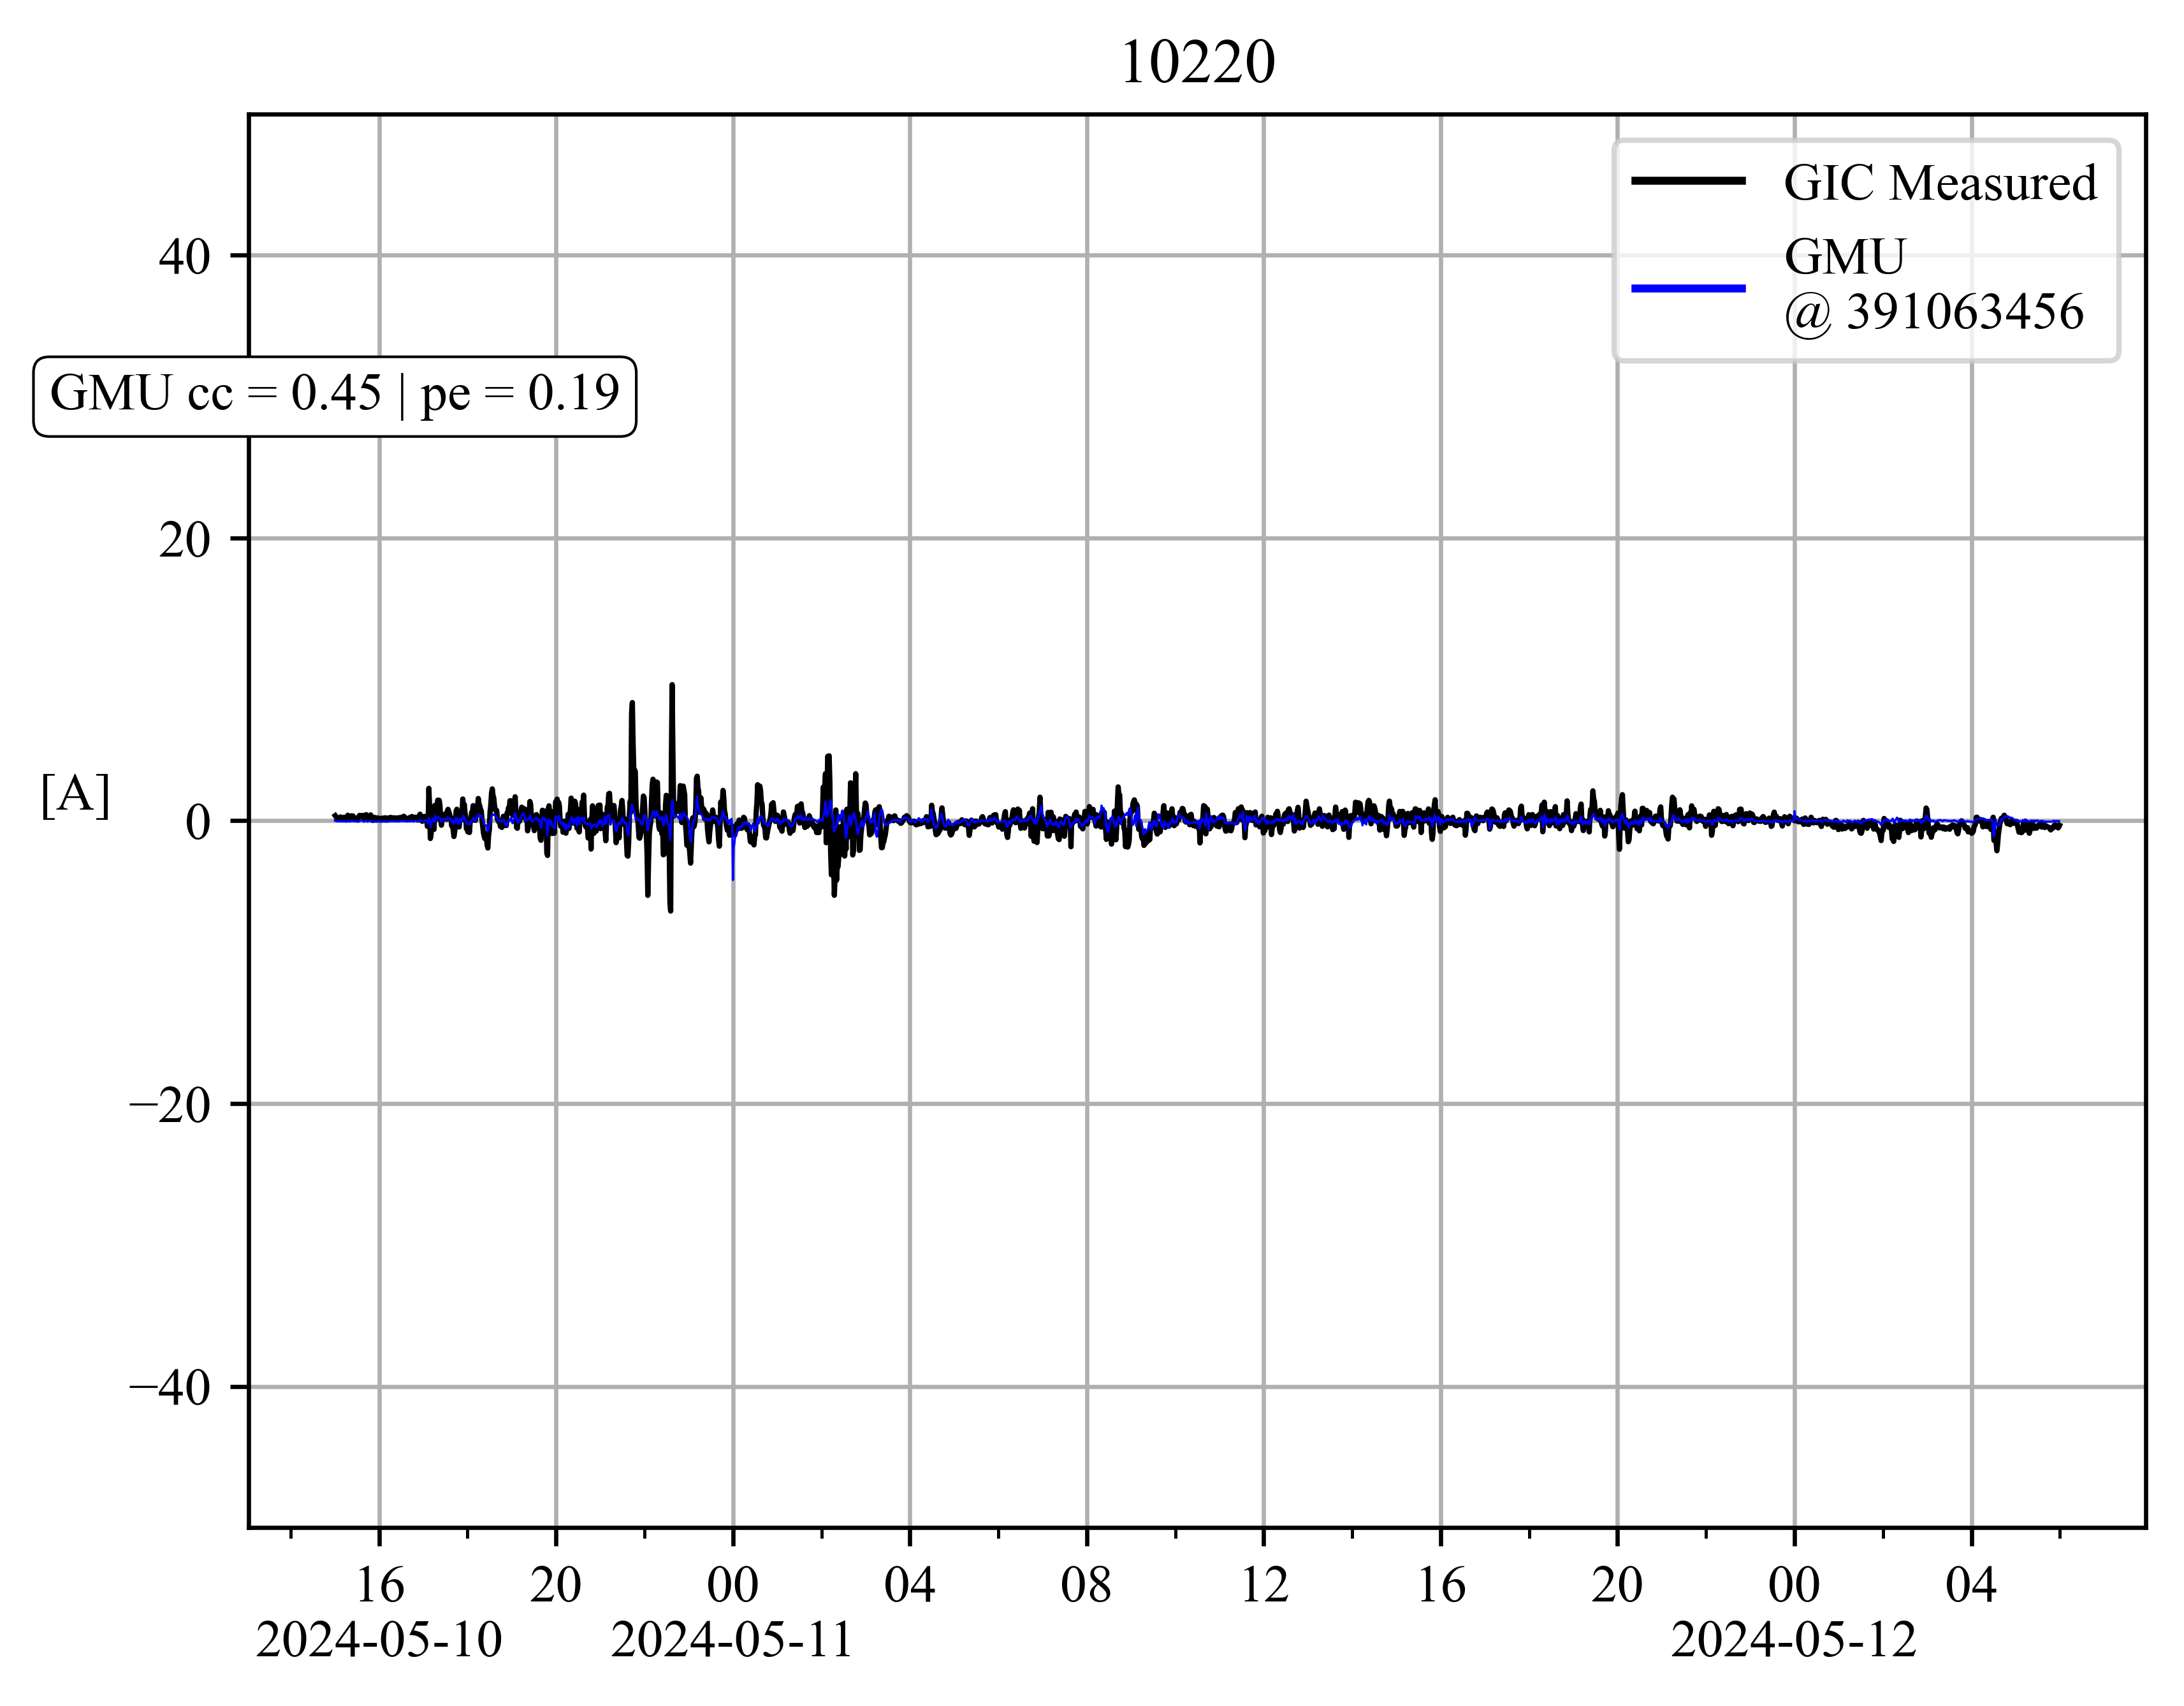 10220
GIC Measured
GMU
@ 391063456
40
GMU cc = 0.45 | pe = 0.19
20
[A]
0
−20
−40
16 20 00 04 08 12 16 20 00 04
2024-05-10 2024-05-11 2024-05-12